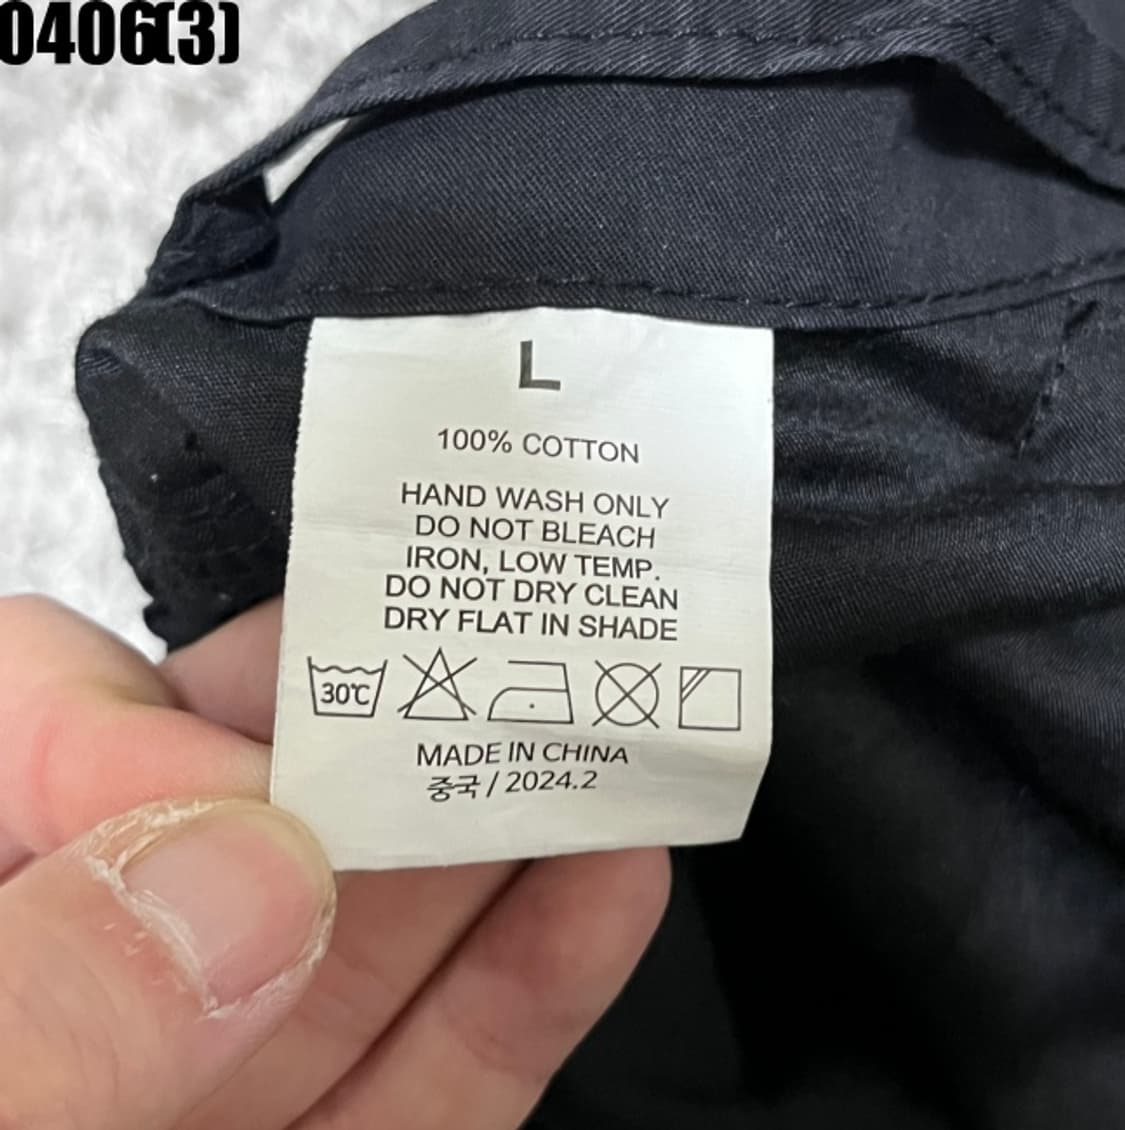 0406(3)
L
100% COTTON
HAND WASH ONLY
DO NOT BLEACH
IRON, LOW TEMP.
DO NOT DRY CLEAN
DRY FLAT IN SHADE
30℃
MADE IN CHINA
중국 / 2024.2